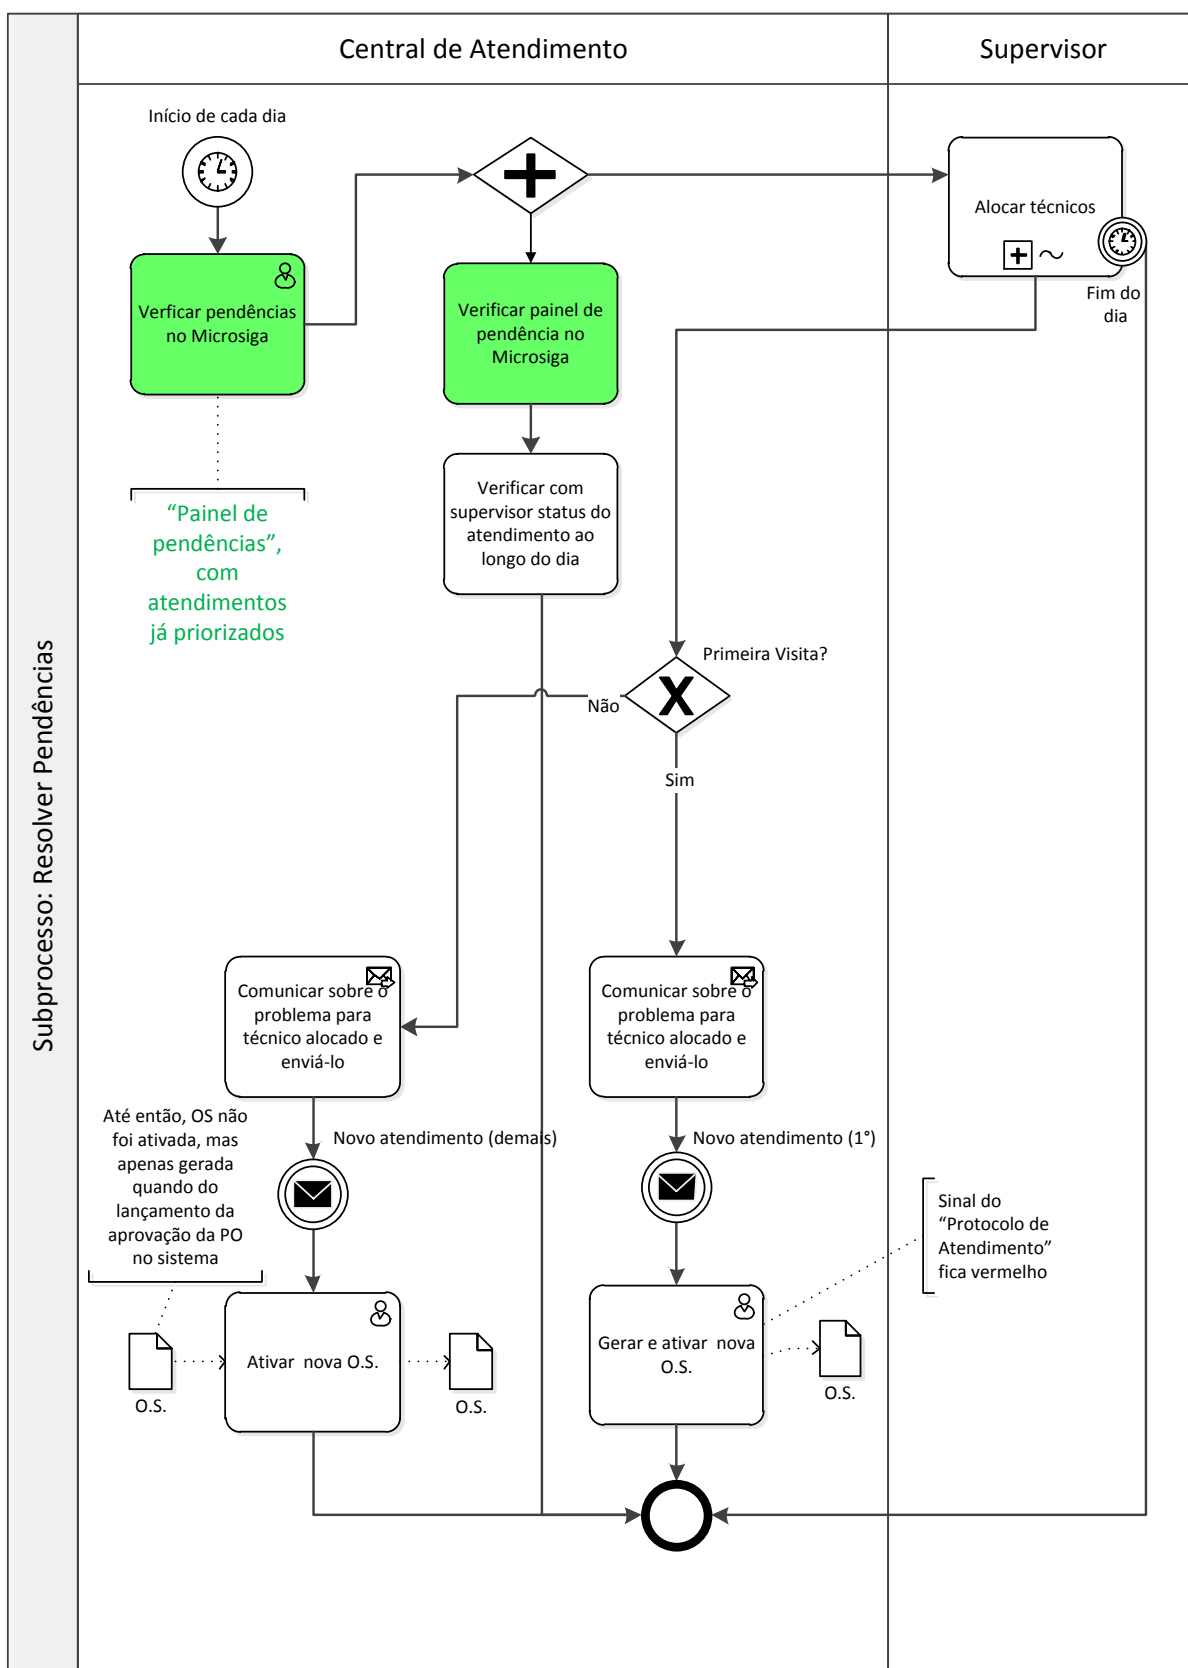 Central de Atendimento
Supervisor
Subprocesso: Resolver Pendências
Início de cada dia
Verficar pendências
no Microsiga
Verificar painel de
pendência no
Microsiga
Alocar técnicos
Fim do
dia
“Painel de
pendências”,
com
atendimentos
já priorizados
Verificar com
supervisor status do
atendimento ao
longo do dia
Primeira Visita?
Não
Sim
Comunicar sobre o
problema para
técnico alocado e
enviá-lo
Comunicar sobre o
problema para
técnico alocado e
enviá-lo
Até então, OS não
foi ativada, mas
apenas gerada
quando do
lançamento da
aprovação da PO
no sistema
Novo atendimento (demais)
Novo atendimento (1°)
Sinal do
“Protocolo de
Atendimento”
fica vermelho
O.S.
Ativar nova O.S.
O.S.
Gerar e ativar nova
O.S.
O.S.